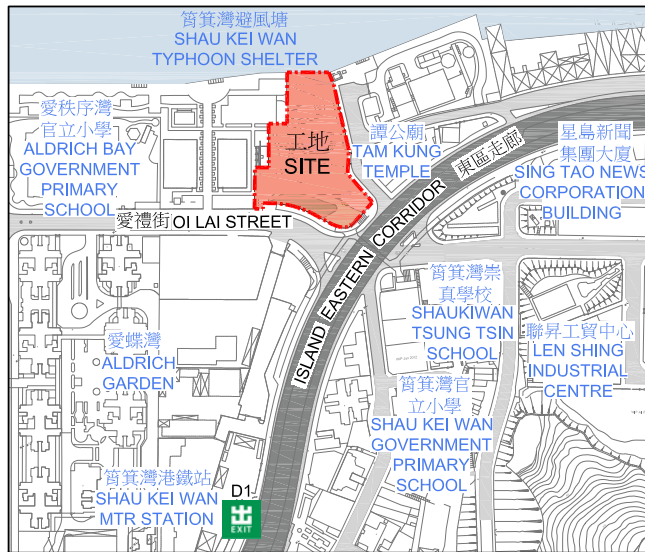 筲箕灣避風塘
SHAU KEI WAN
TYPHOON SHELTER
愛秩序灣
官立小學
ALDRICH BAY
GOVERNMENT
PRIMARY
SCHOOL
工地
SITE
譚公廟
TAM KUNG
TEMPLE
東區走廊
ISLAND EASTERN CORRIDOR
星島新聞
集團大廈
SING TAO NEWS
CORPORATION
BUILDING
愛禮街OI LAI STREET
筲箕灣崇
真學校
SHAUKIWAN
TSUNG TSIN
SCHOOL
愛蝶灣
ALDRICH
GARDEN
聯昇工貿中心
LEN SHING
INDUSTRIAL
CENTRE
筲箕灣官
立小學
SHAU KEI WAN
GOVERNMENT
PRIMARY
SCHOOL
筲箕灣港鐵站
SHAU KEI WAN
MTR STATION
D1
出
EXIT